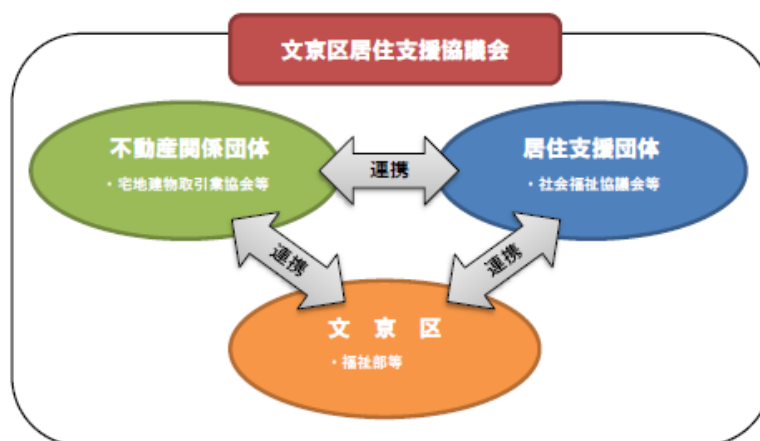 文京区居住支援協議会
不動産関係団体
・宅地建物取引業協会等
連携
居住支援団体
・社会福祉協議会等
連携
連携
文 京 区
・福祉部等